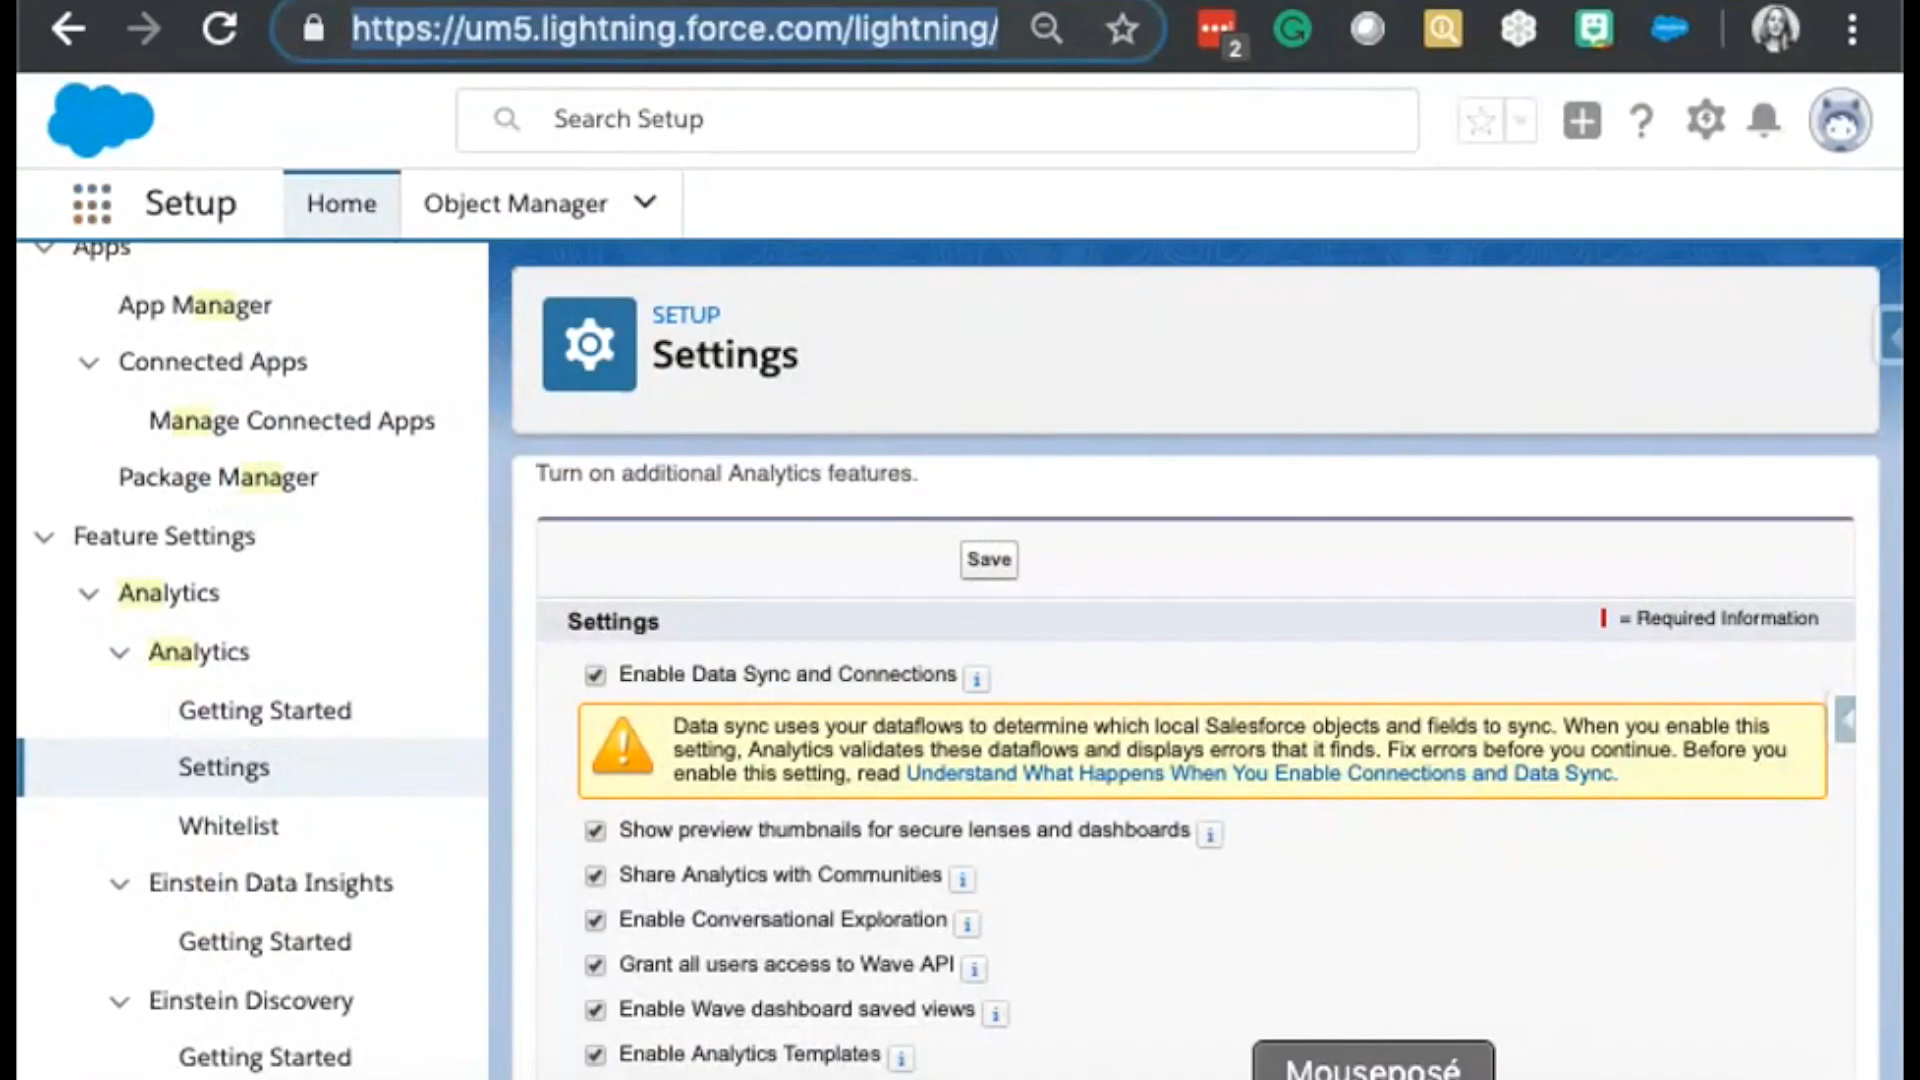 https://um5.lightning.force.com/lightning/
2
Search Setup
Setup
Home
Object Manager
Apps
App Manager
Connected Apps
Manage Connected Apps
Package Manager
Feature Settings
Analytics
Analytics
Getting Started
Settings
Whitelist
Einstein Data Insights
Getting Started
Einstein Discovery
Getting Started
SETUP
Settings
Turn on additional Analytics features.
Save
Settings
= Required Information
Enable Data Sync and Connections
Data sync uses your dataflows to determine which local Salesforce objects and fields to sync. When you enable this
setting, Analytics validates these dataflows and displays errors that it finds. Fix errors before you continue. Before you
enable this setting, read Understand What Happens When You Enable Connections and Data Sync.
Show preview thumbnails for secure lenses and dashboards
Share Analytics with Communities
Enable Conversational Exploration
Grant all users access to Wave API
Enable Wave dashboard saved views
Enable Analytics Templates
Mouseposé